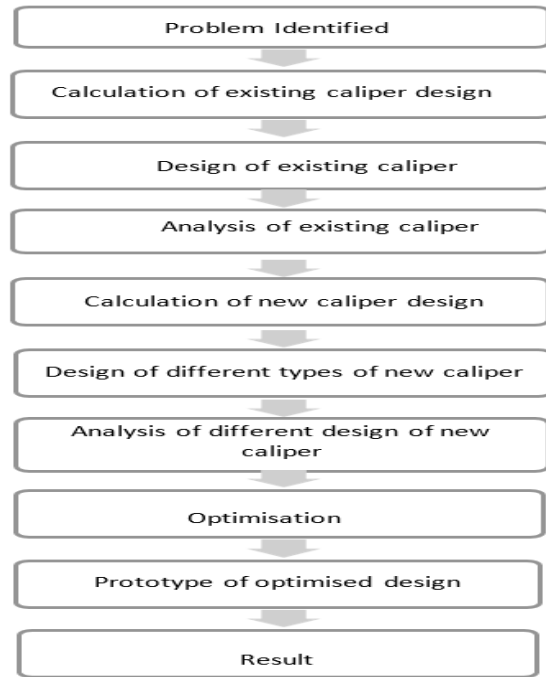 Problem Identified
Calculation of existing caliper design
Design of existing caliper
Analysis of existing caliper
Calculation of new caliper design
Design of different types of new caliper
Analysis of different design of new
caliper
Optimisation
Prototype of optimised design
Result